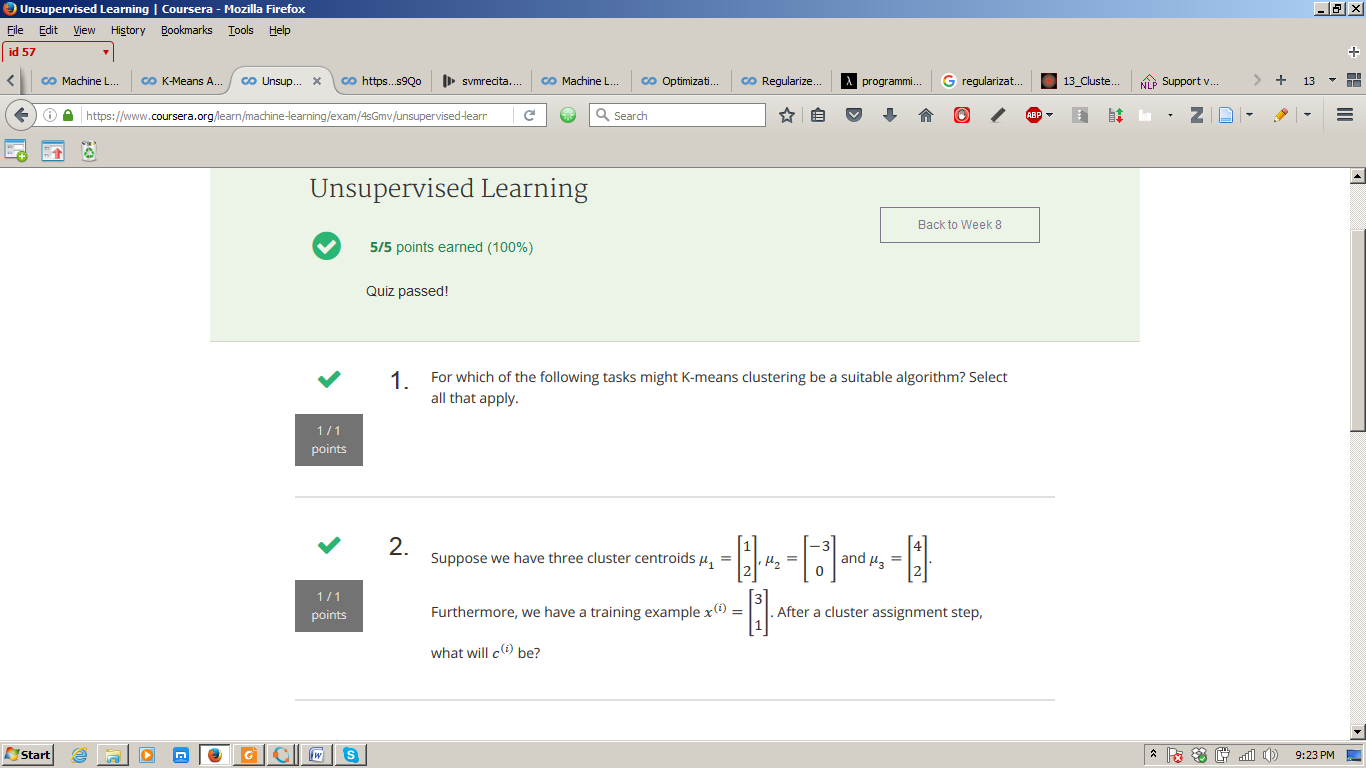 Unsupervised Learning | Coursera - Mozilla Firefox
File Edit View History Bookmarks Tools Help
id 57
Machine L... K-Means A... Unsup... https...s9Qo svmrecita.... Machine L... Optimizati... Regularize... programmi... regularizat... 13_Cluste... Support v... 13
https://www.coursera.org/learn/machine-learning/exam/4sGmv/unsupervised-learn Search ABP Z
Unsupervised Learning
Back to Week 8
5/5 points earned (100%)
Quiz passed!
1. For which of the following tasks might K-means clustering be a suitable algorithm? Select
all that apply.
1 / 1
points
2. Suppose we have three cluster centroids μ₁ = [1 2], μ₂ = [−3 0] and μ₃ = [4 2].
Furthermore, we have a training example x⁽ⁱ⁾ = [3 1]. After a cluster assignment step,
what will c⁽ⁱ⁾ be?
1 / 1
points
Start 9:23 PM